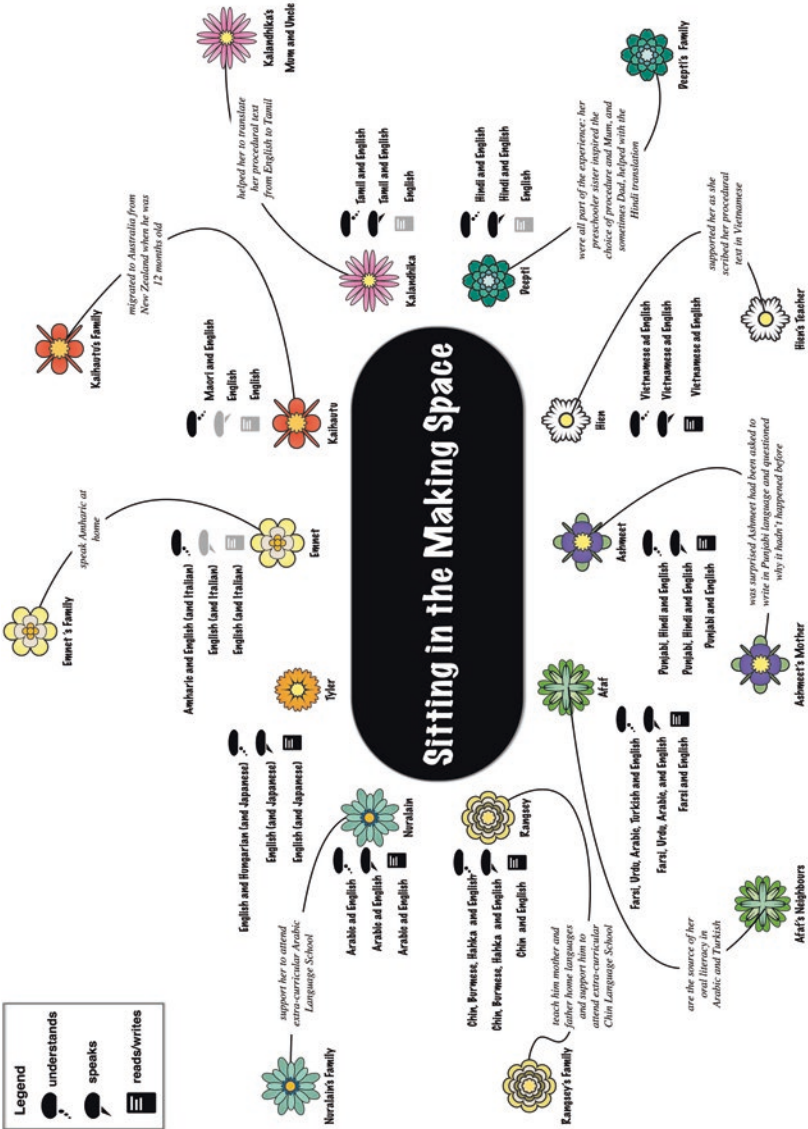 Legend
understands
speaks
reads/writes
Nuralain's Family
support her to attend
extra-curricular Arabic
Language School
Nuralain
Arabic ad English
Arabic ad English
Arabic ad English
Tyler
English and Hungarian (and Japanese)
English (and Japanese)
English (and Japanese)
Emnet's Family
speak Amharic at
home
Emnet
Amharic and English (and Italian)
English (and Italian)
English (and Italian)
Kaihautu's Family
migrated to Australia from
New Zealand when he was
12 months old
Kaihautu
Maori and English
English
English
Kalandhika's
Mum and Uncle
helped her to translate
her procedural text
from English to Tamil
Kalandhika
Tamil and English
Tamil and English
English
Sitting in the Making Space
Rangsey's Family
teach him mother and
father home languages
and support him to
attend extra-curricular
Chin Language School
Rangsey
Chin, Burmese, Hahka and English
Chin, Burmese, Hahka and English
Chin and English
Afaf's Neighbours
are the source of her
oral literacy in
Arabic and Turkish
Afaf
Farsi, Urdu, Arabic, Turkish and English
Farsi, Urdu, Arabic, and English
Farsi and English
Ashmeet's Mother
was surprised Ashmeet had been asked to
write in Punjabi language and questioned
why it hadn't happened before
Ashmeet
Punjabi, Hindi and English
Punjabi, Hindi and English
Punjabi and English
Hien's Teacher
supported her as she
scribed her procedural
text in Vietnamese
Hien
Vietnamese ad English
Vietnamese ad English
Vietnamese ad English
Deepti's Family
were all part of the experience: her
preschooler sister inspired the
choice of procedure and Mum, and
sometimes Dad, helped with the
Hindi translation
Deepti
Hindi and English
Hindi and English
English